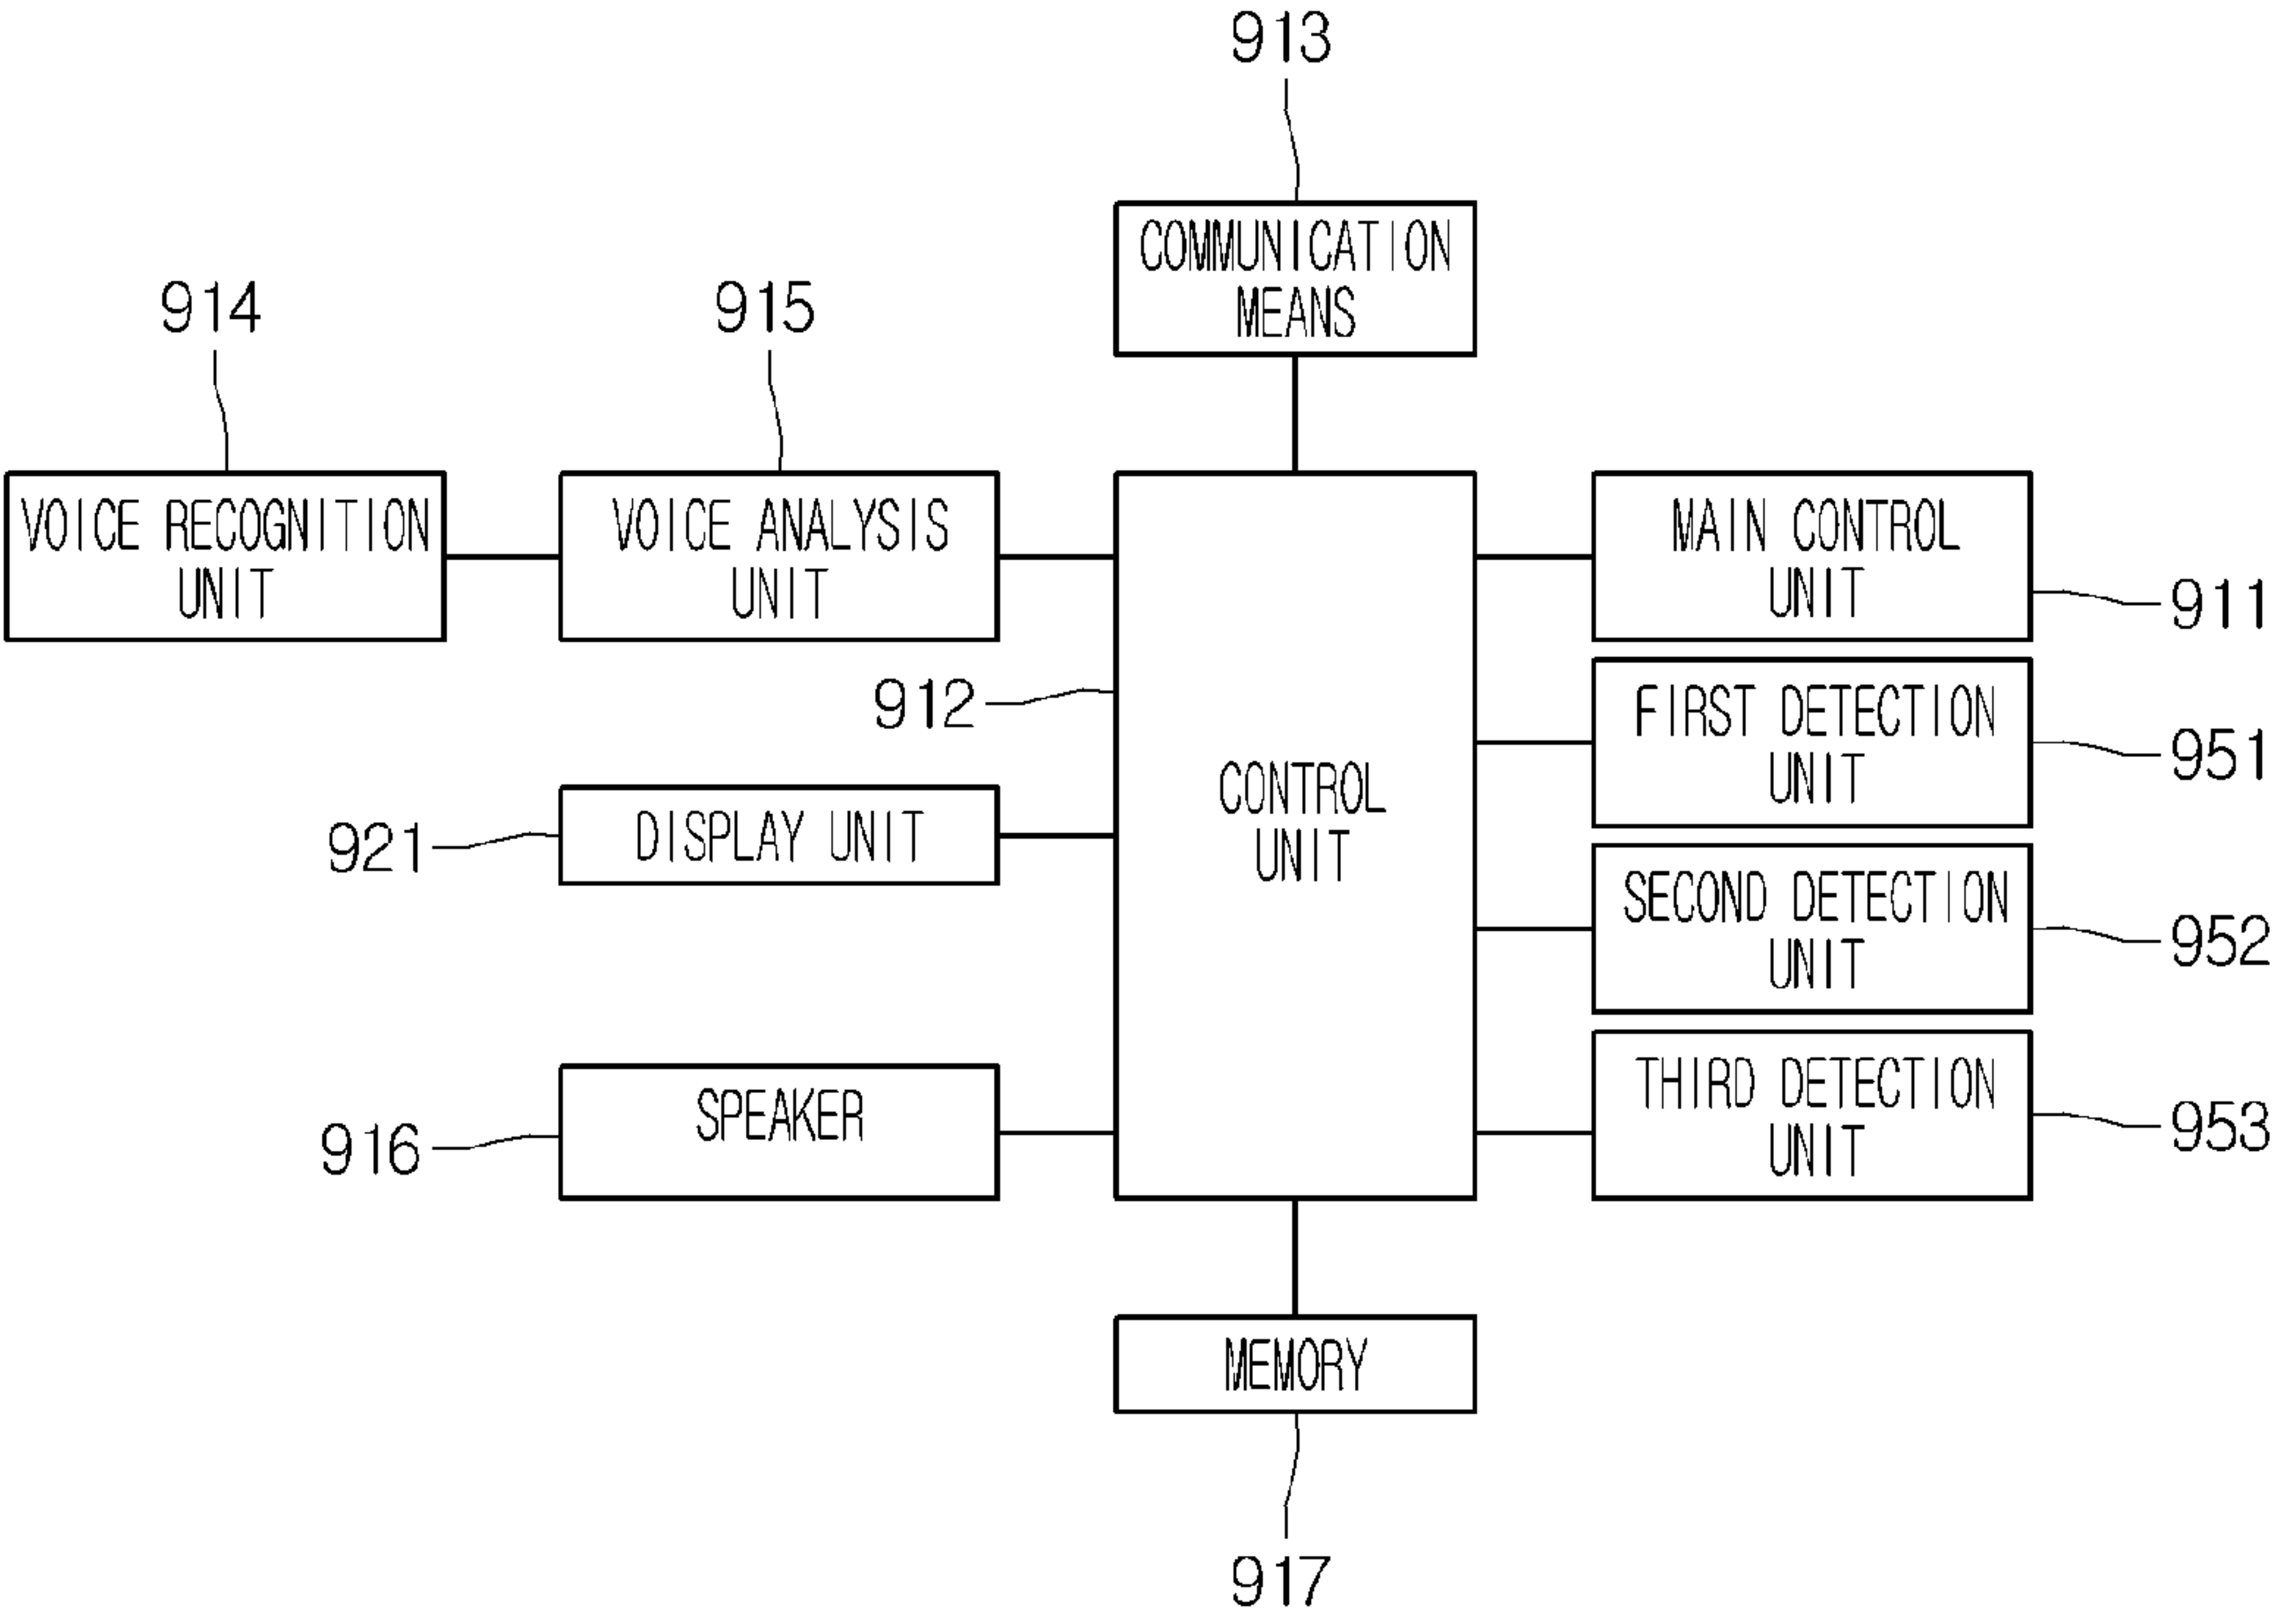 913
COMMUNICATION
MEANS
914
915
VOICE RECOGNITION
UNIT
VOICE ANALYSIS
UNIT
MAIN CONTROL
UNIT
911
912
FIRST DETECTION
UNIT
951
CONTROL
UNIT
921
DISPLAY UNIT
SECOND DETECTION
UNIT
952
916
SPEAKER
THIRD DETECTION
UNIT
953
MEMORY
917